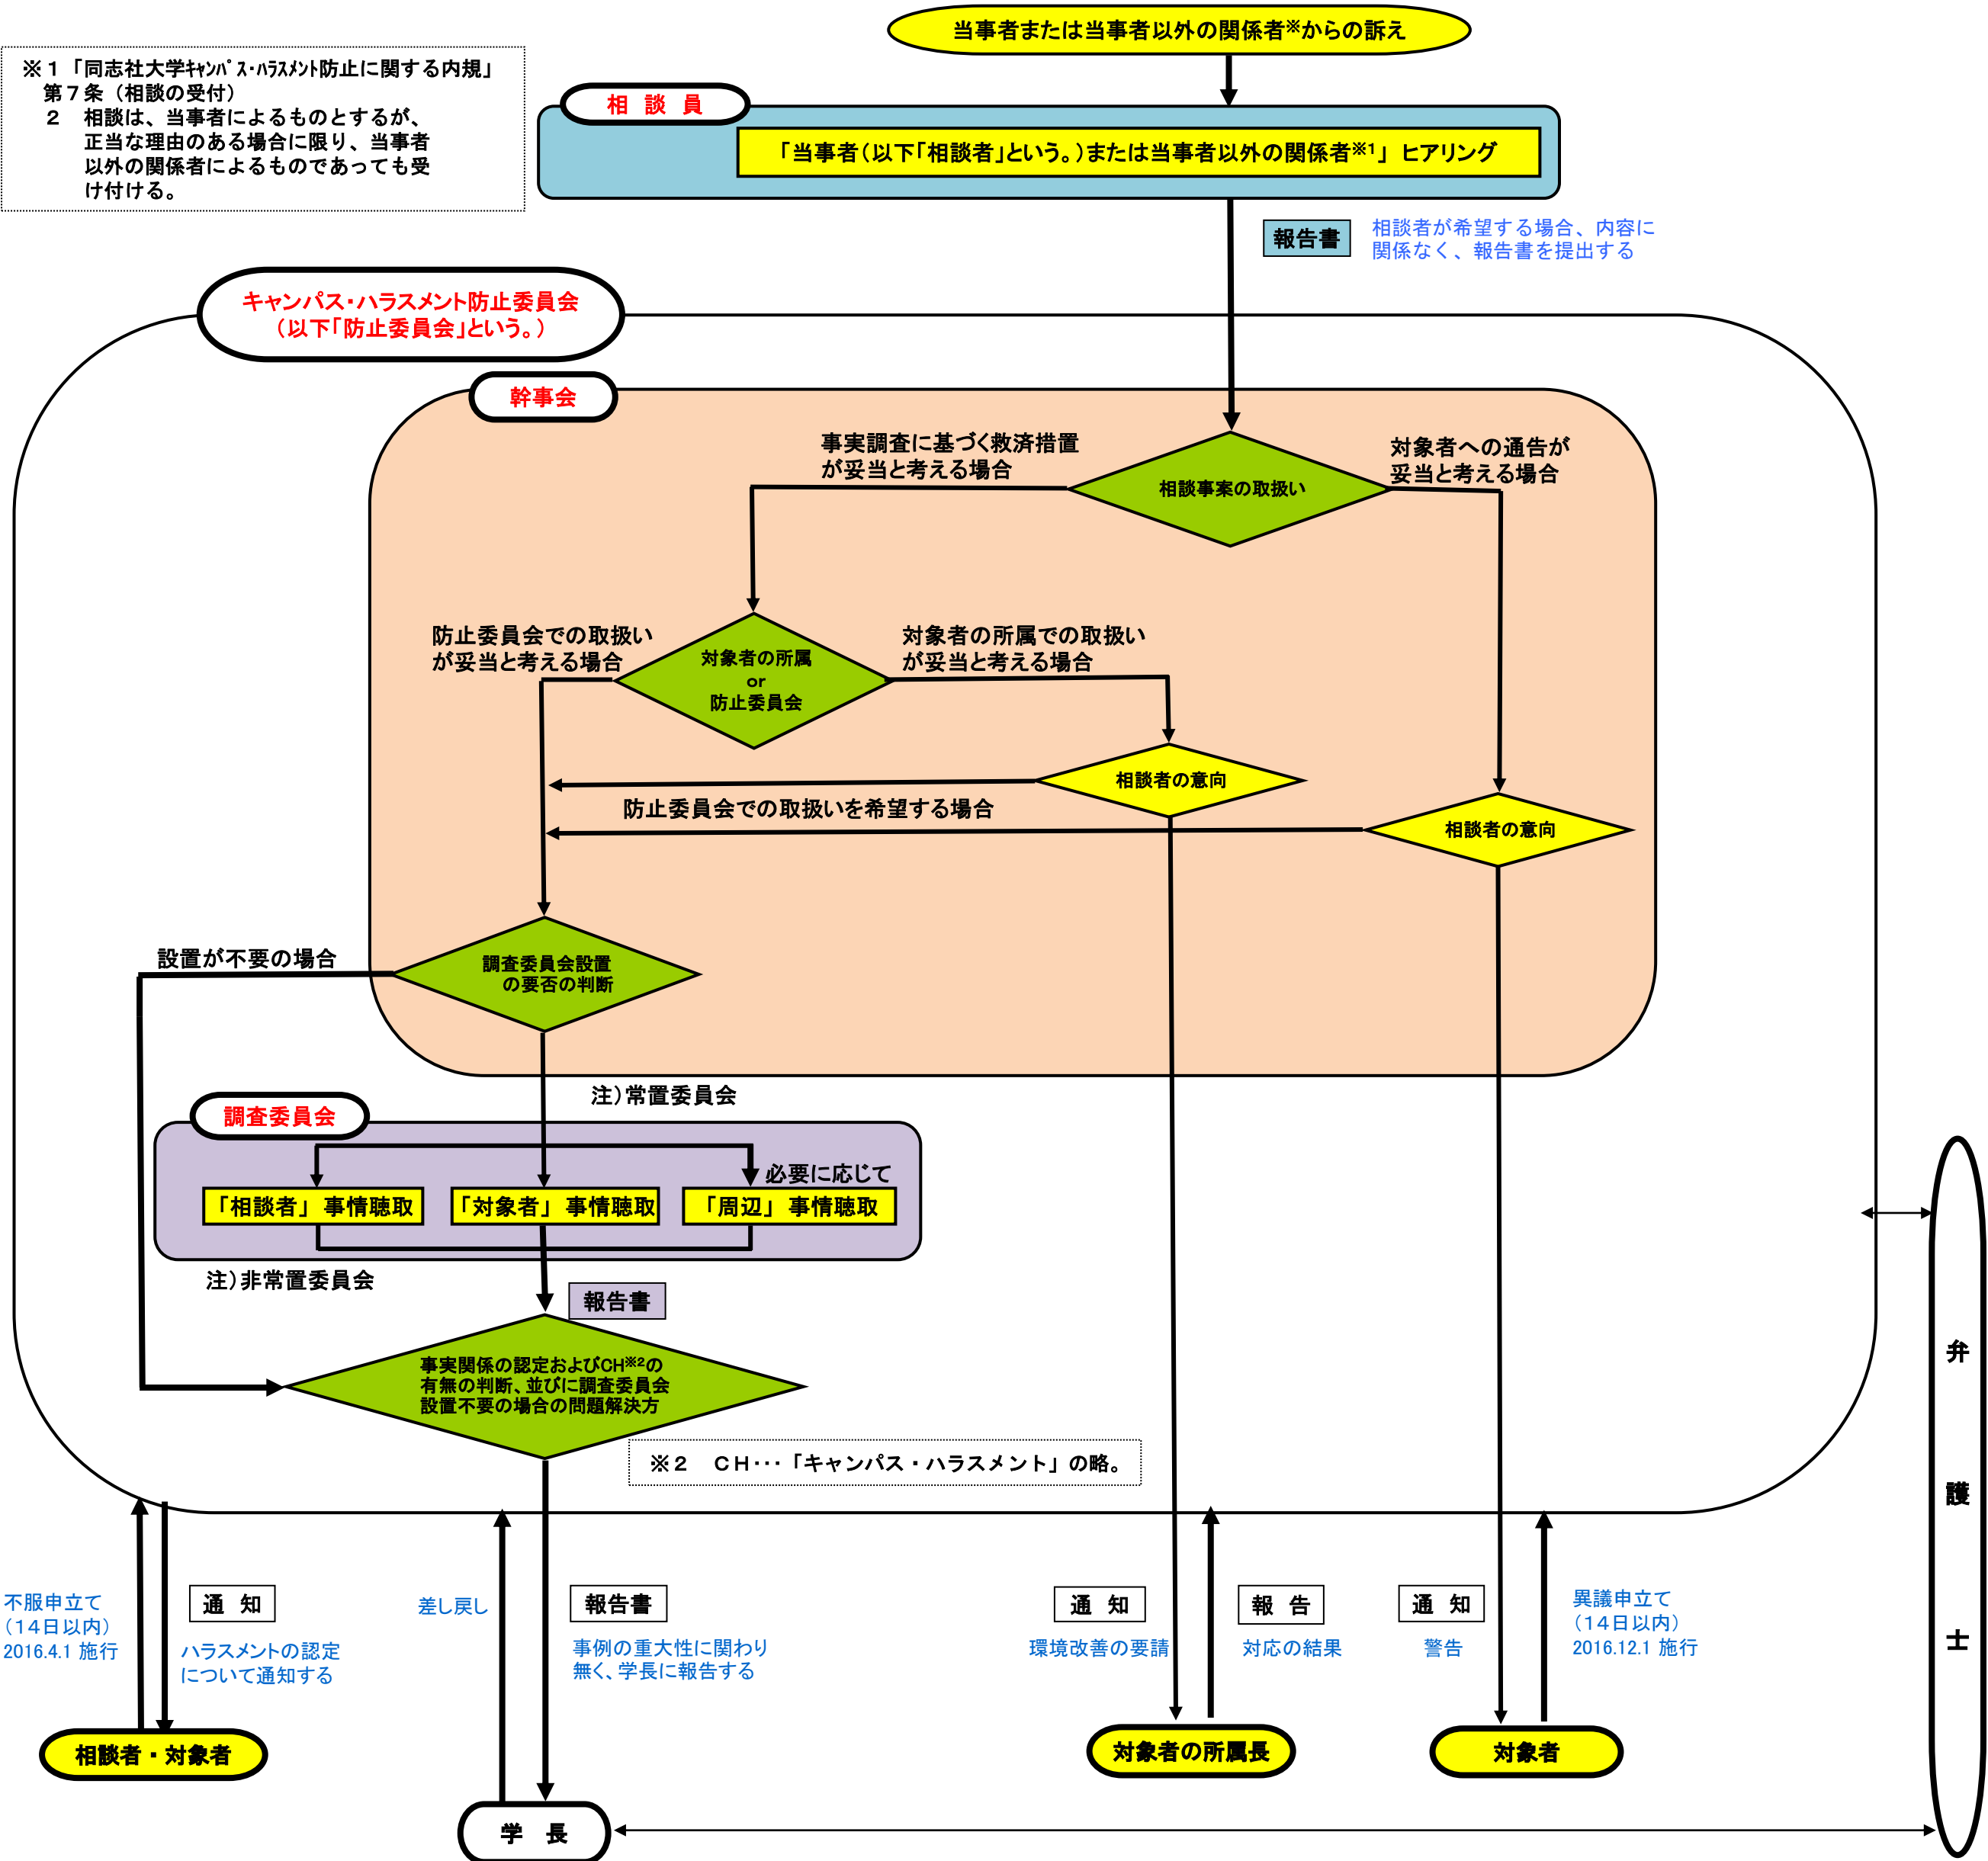 当事者または当事者以外の関係者※からの訴え
※１「同志社大学ｷｬﾝﾊﾟｽ･ﾊﾗｽﾒﾝﾄ防止に関する内規」
第７条（相談の受付）
２　相談は、当事者によるものとするが、
正当な理由のある場合に限り、当事者
以外の関係者によるものであっても受
け付ける。
相　談　員
「当事者（以下「相談者」という。）または当事者以外の関係者※1」 ヒアリング
報告書
相談者が希望する場合、内容に
関係なく、報告書を提出する
キャンパス・ハラスメント防止委員会
（以下「防止委員会」という。）
幹事会
事実調査に基づく救済措置
が妥当と考える場合
対象者への通告が
妥当と考える場合
相談事案の取扱い
防止委員会での取扱い
が妥当と考える場合
対象者の所属
or
防止委員会
対象者の所属での取扱い
が妥当と考える場合
相談者の意向
防止委員会での取扱いを希望する場合
相談者の意向
設置が不要の場合
調査委員会設置
の要否の判断
注）常置委員会
調査委員会
必要に応じて
「相談者」 事情聴取
「対象者」 事情聴取
「周辺」 事情聴取
注）非常置委員会
報告書
事実関係の認定およびCH※2の
有無の判断、並びに調査委員会
設置不要の場合の問題解決方
※２　ＣＨ･･･「キャンパス・ハラスメント」の略。
弁
護
士
不服申立て
（１４日以内）
2016.4.1 施行
通　知
ハラスメントの認定
について通知する
差し戻し
報告書
事例の重大性に関わり
無く、学長に報告する
通　知
環境改善の要請
報　告
対応の結果
通　知
警告
異議申立て
（１４日以内）
2016.12.1 施行
相談者・対象者
対象者の所属長
対象者
学　長